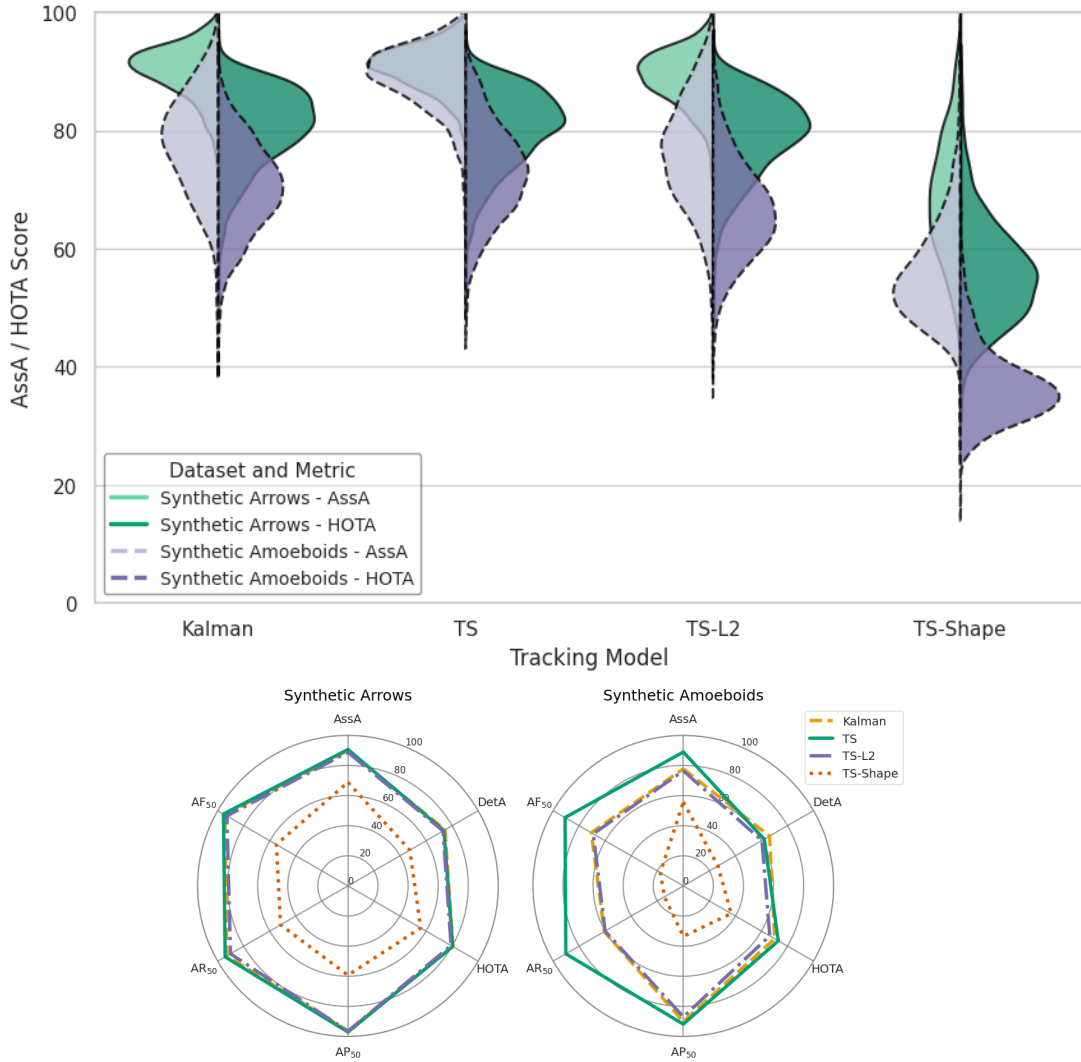 100
80
60
40
20
0
AssA / HOTA Score
Dataset and Metric
Synthetic Arrows - AssA
Synthetic Arrows - HOTA
Synthetic Amoeboids - AssA
Synthetic Amoeboids - HOTA
Kalman TS TS-L2 TS-Shape
Tracking Model
Synthetic Arrows
AssA
DetA
HOTA
AP50
AR50
AF50
0
20
40
60
80
100
Synthetic Amoeboids
AssA
DetA
HOTA
AP50
AR50
AF50
0
20
40
60
80
100
Kalman
TS
TS-L2
TS-Shape